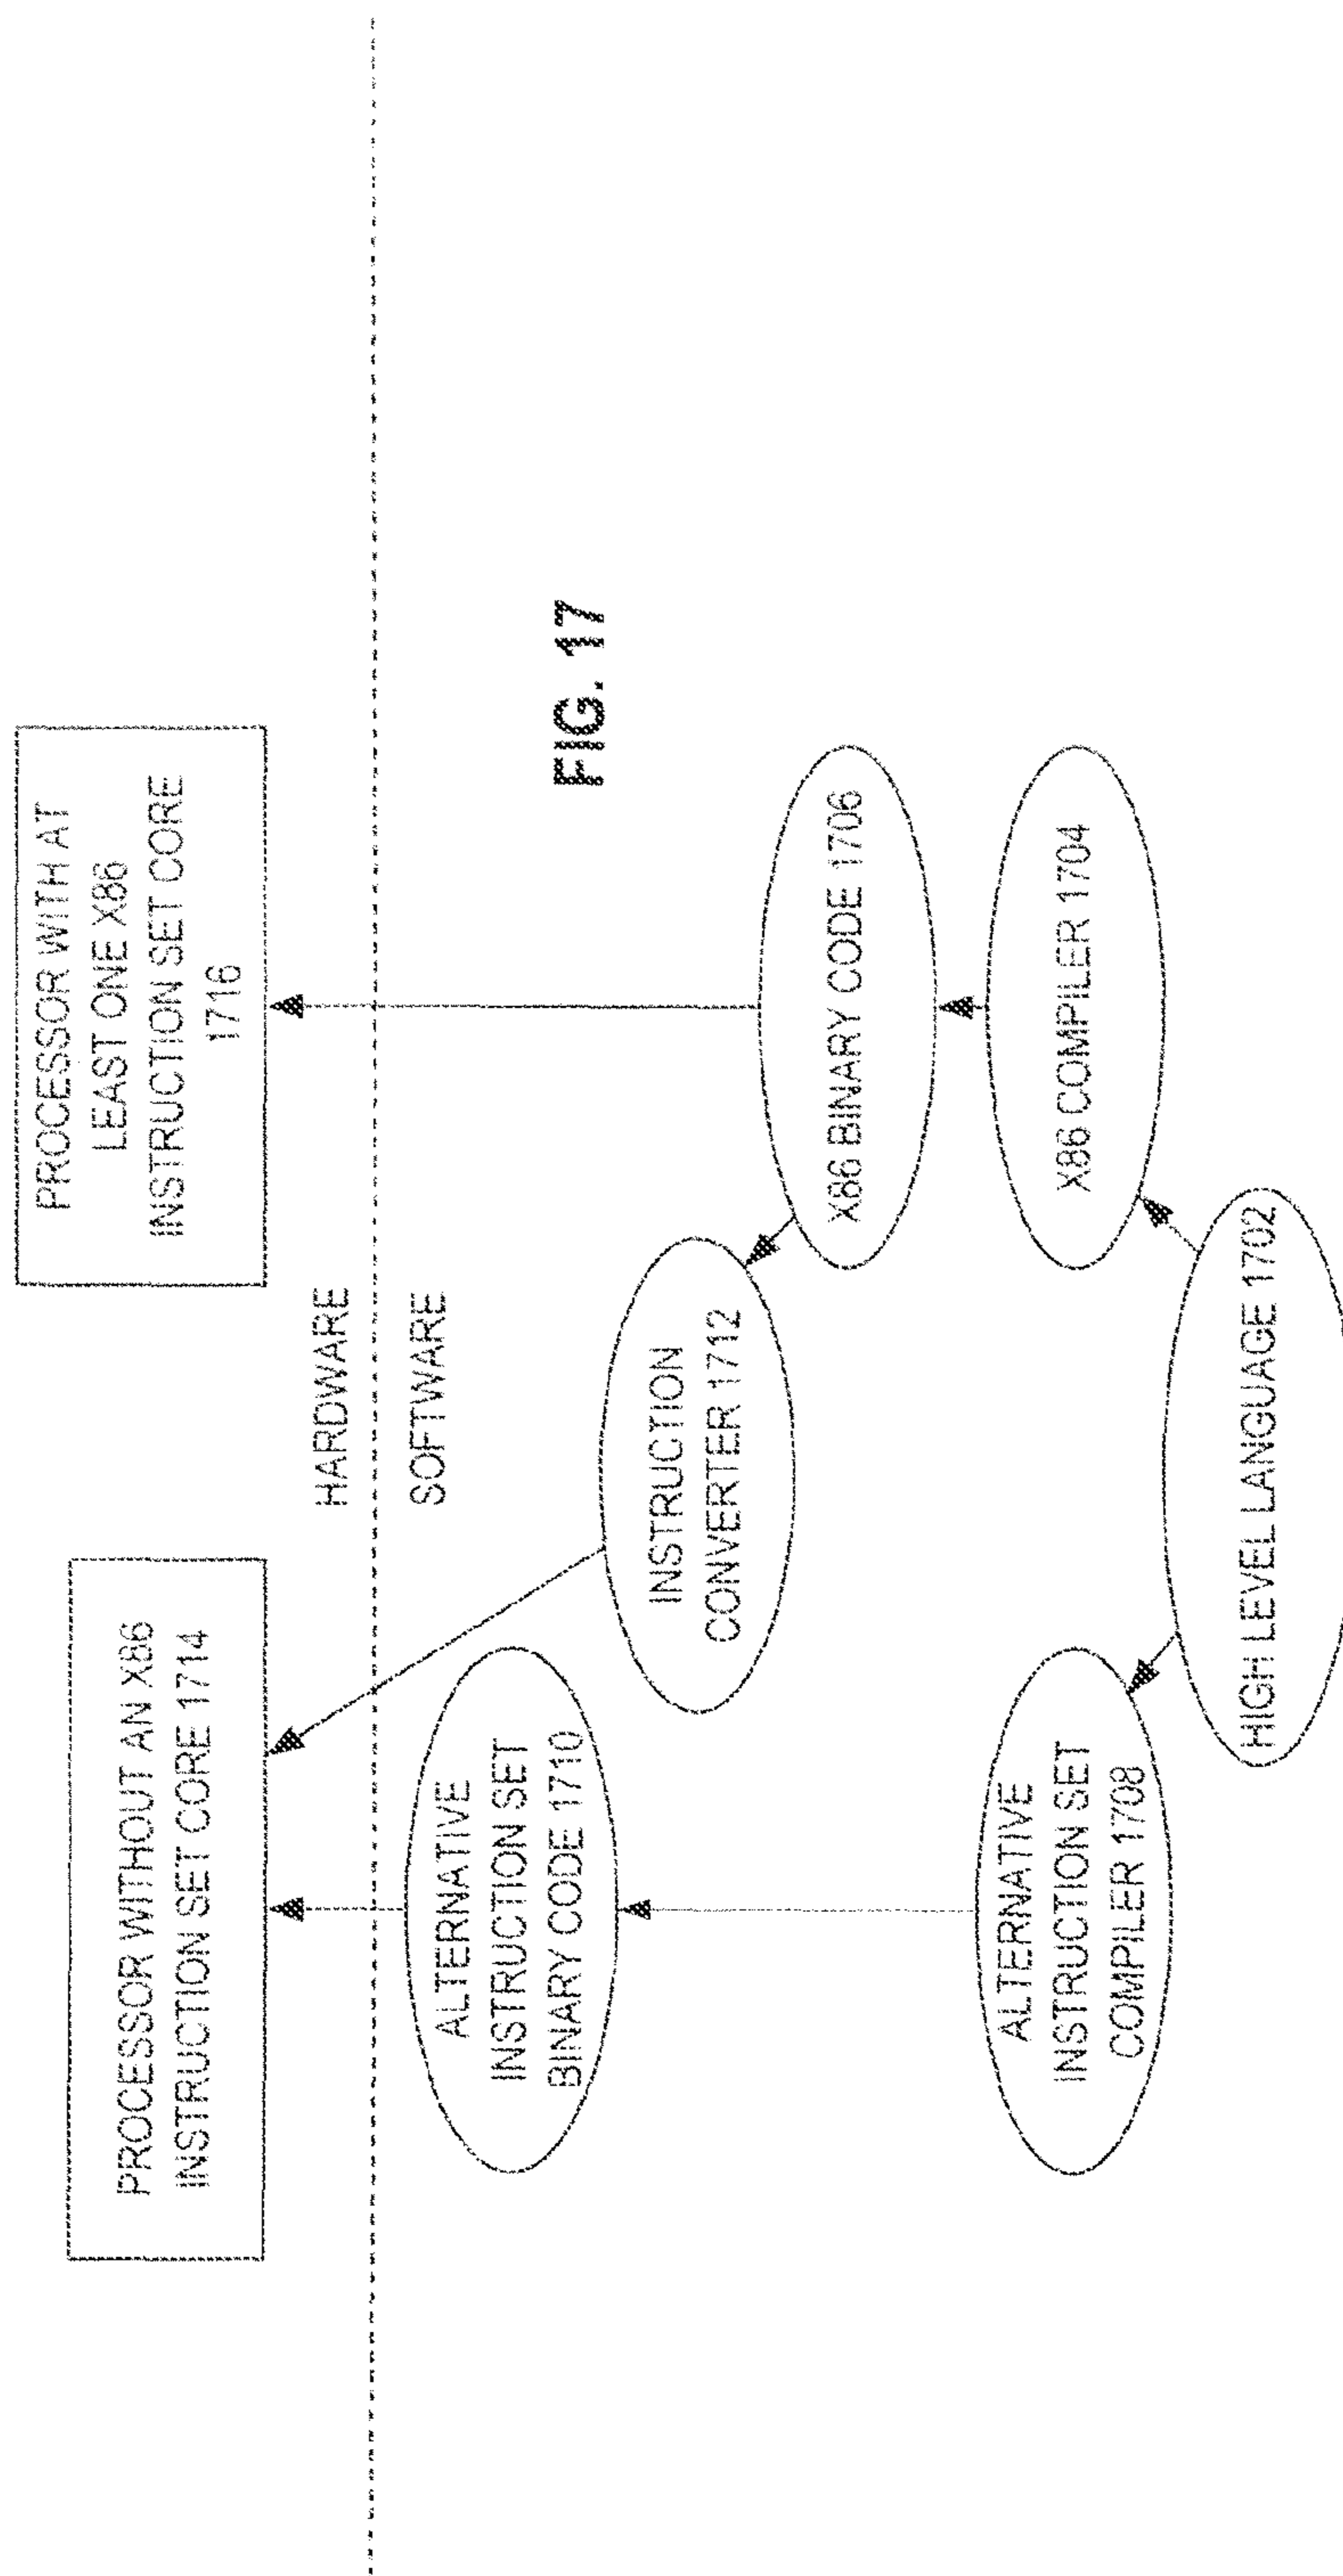 PROCESSOR WITHOUT AN X86
INSTRUCTION SET CORE 1714
PROCESSOR WITH AT
LEAST ONE X86
INSTRUCTION SET CORE
1716
HARDWARE
SOFTWARE
ALTERNATIVE
INSTRUCTION SET
BINARY CODE 1710
INSTRUCTION
CONVERTER 1712
FIG. 17
X86 BINARY CODE 1706
ALTERNATIVE
INSTRUCTION SET
COMPILER 1708
X86 COMPILER 1704
HIGH LEVEL LANGUAGE 1702